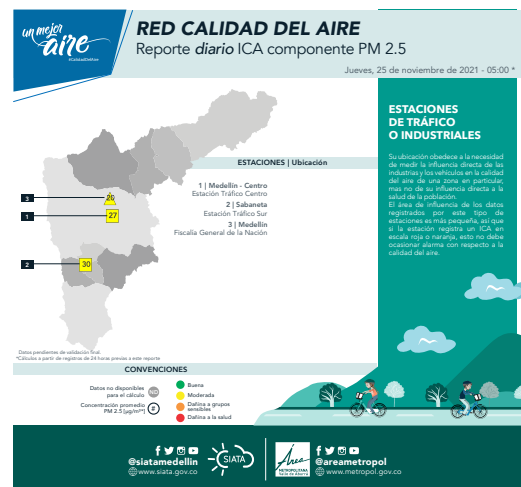 un mejor
aire
#CalidadDelAire
RED CALIDAD DEL AIRE
Reporte diario ICA componente PM 2.5
Jueves, 25 de noviembre de 2021 - 05:00 *
ESTACIONES
DE TRÁFICO
O INDUSTRIALES
Su ubicación obedece a la necesidad
de medir la influencia directa de las
industrias y los vehículos en la calidad
del aire de una zona en particular,
mas no de su influencia directa a la
salud de la población.
El área de influencia de los datos
registrados por este tipo de
estaciones es más pequeña, así que
si la estación registra un ICA en
escala roja o naranja, esto no debe
ocasionar alarma con respecto a la
calidad del aire.
ESTACIONES | Ubicación
1 | Medellín - Centro
Estación Tráfico Centro
2 | Sabaneta
Estación Tráfico Sur
3 | Medellín
Fiscalía General de la Nación
3
20
1
27
2
30
Datos pendientes de validación final.
*Cálculos a partir de registros de 24 horas previas a este reporte
CONVENCIONES
Datos no disponibles
para el cálculo
Concentración promedio
PM 2.5 [µg/m³]
#
Buena
Moderada
Dañina a grupos
sensibles
Dañina a la salud
@siatamedellin
www.siata.gov.co
SIATA
Área
METROPOLITANA
Valle de Aburrá
@areametropol
www.metropol.gov.co